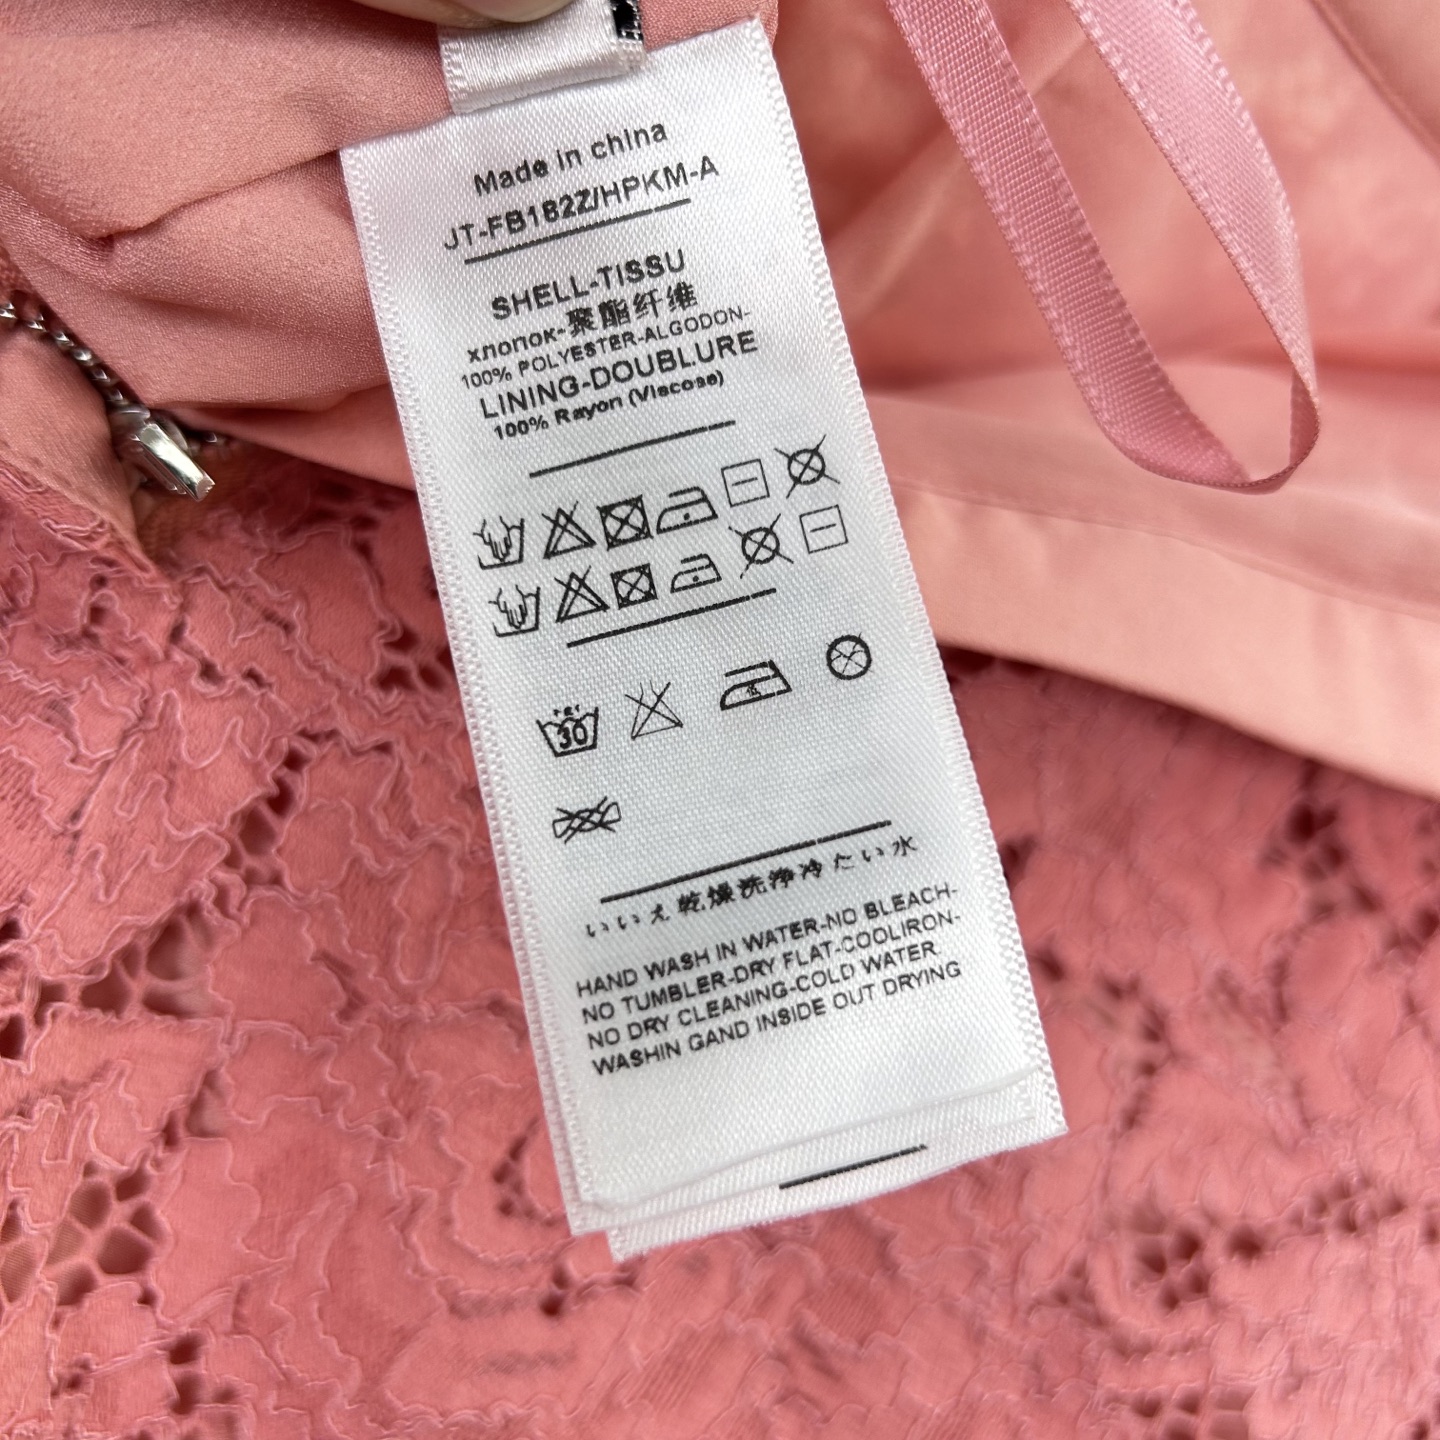 Made in china
JT-FB182Z/HPKM-A
SHELL-TISSU
хлопок-聚酯纤维
100% POLYESTER-ALGODON-
LINING-DOUBLURE
100% Rayon (Viscose)
30
いいえ乾燥洗浄冷たい水
HAND WASH IN WATER-NO BLEACH-
NO TUMBLER-DRY FLAT-COOLIRON-
NO DRY CLEANING-COLD WATER.
WASHIN GAND INSIDE OUT DRYING